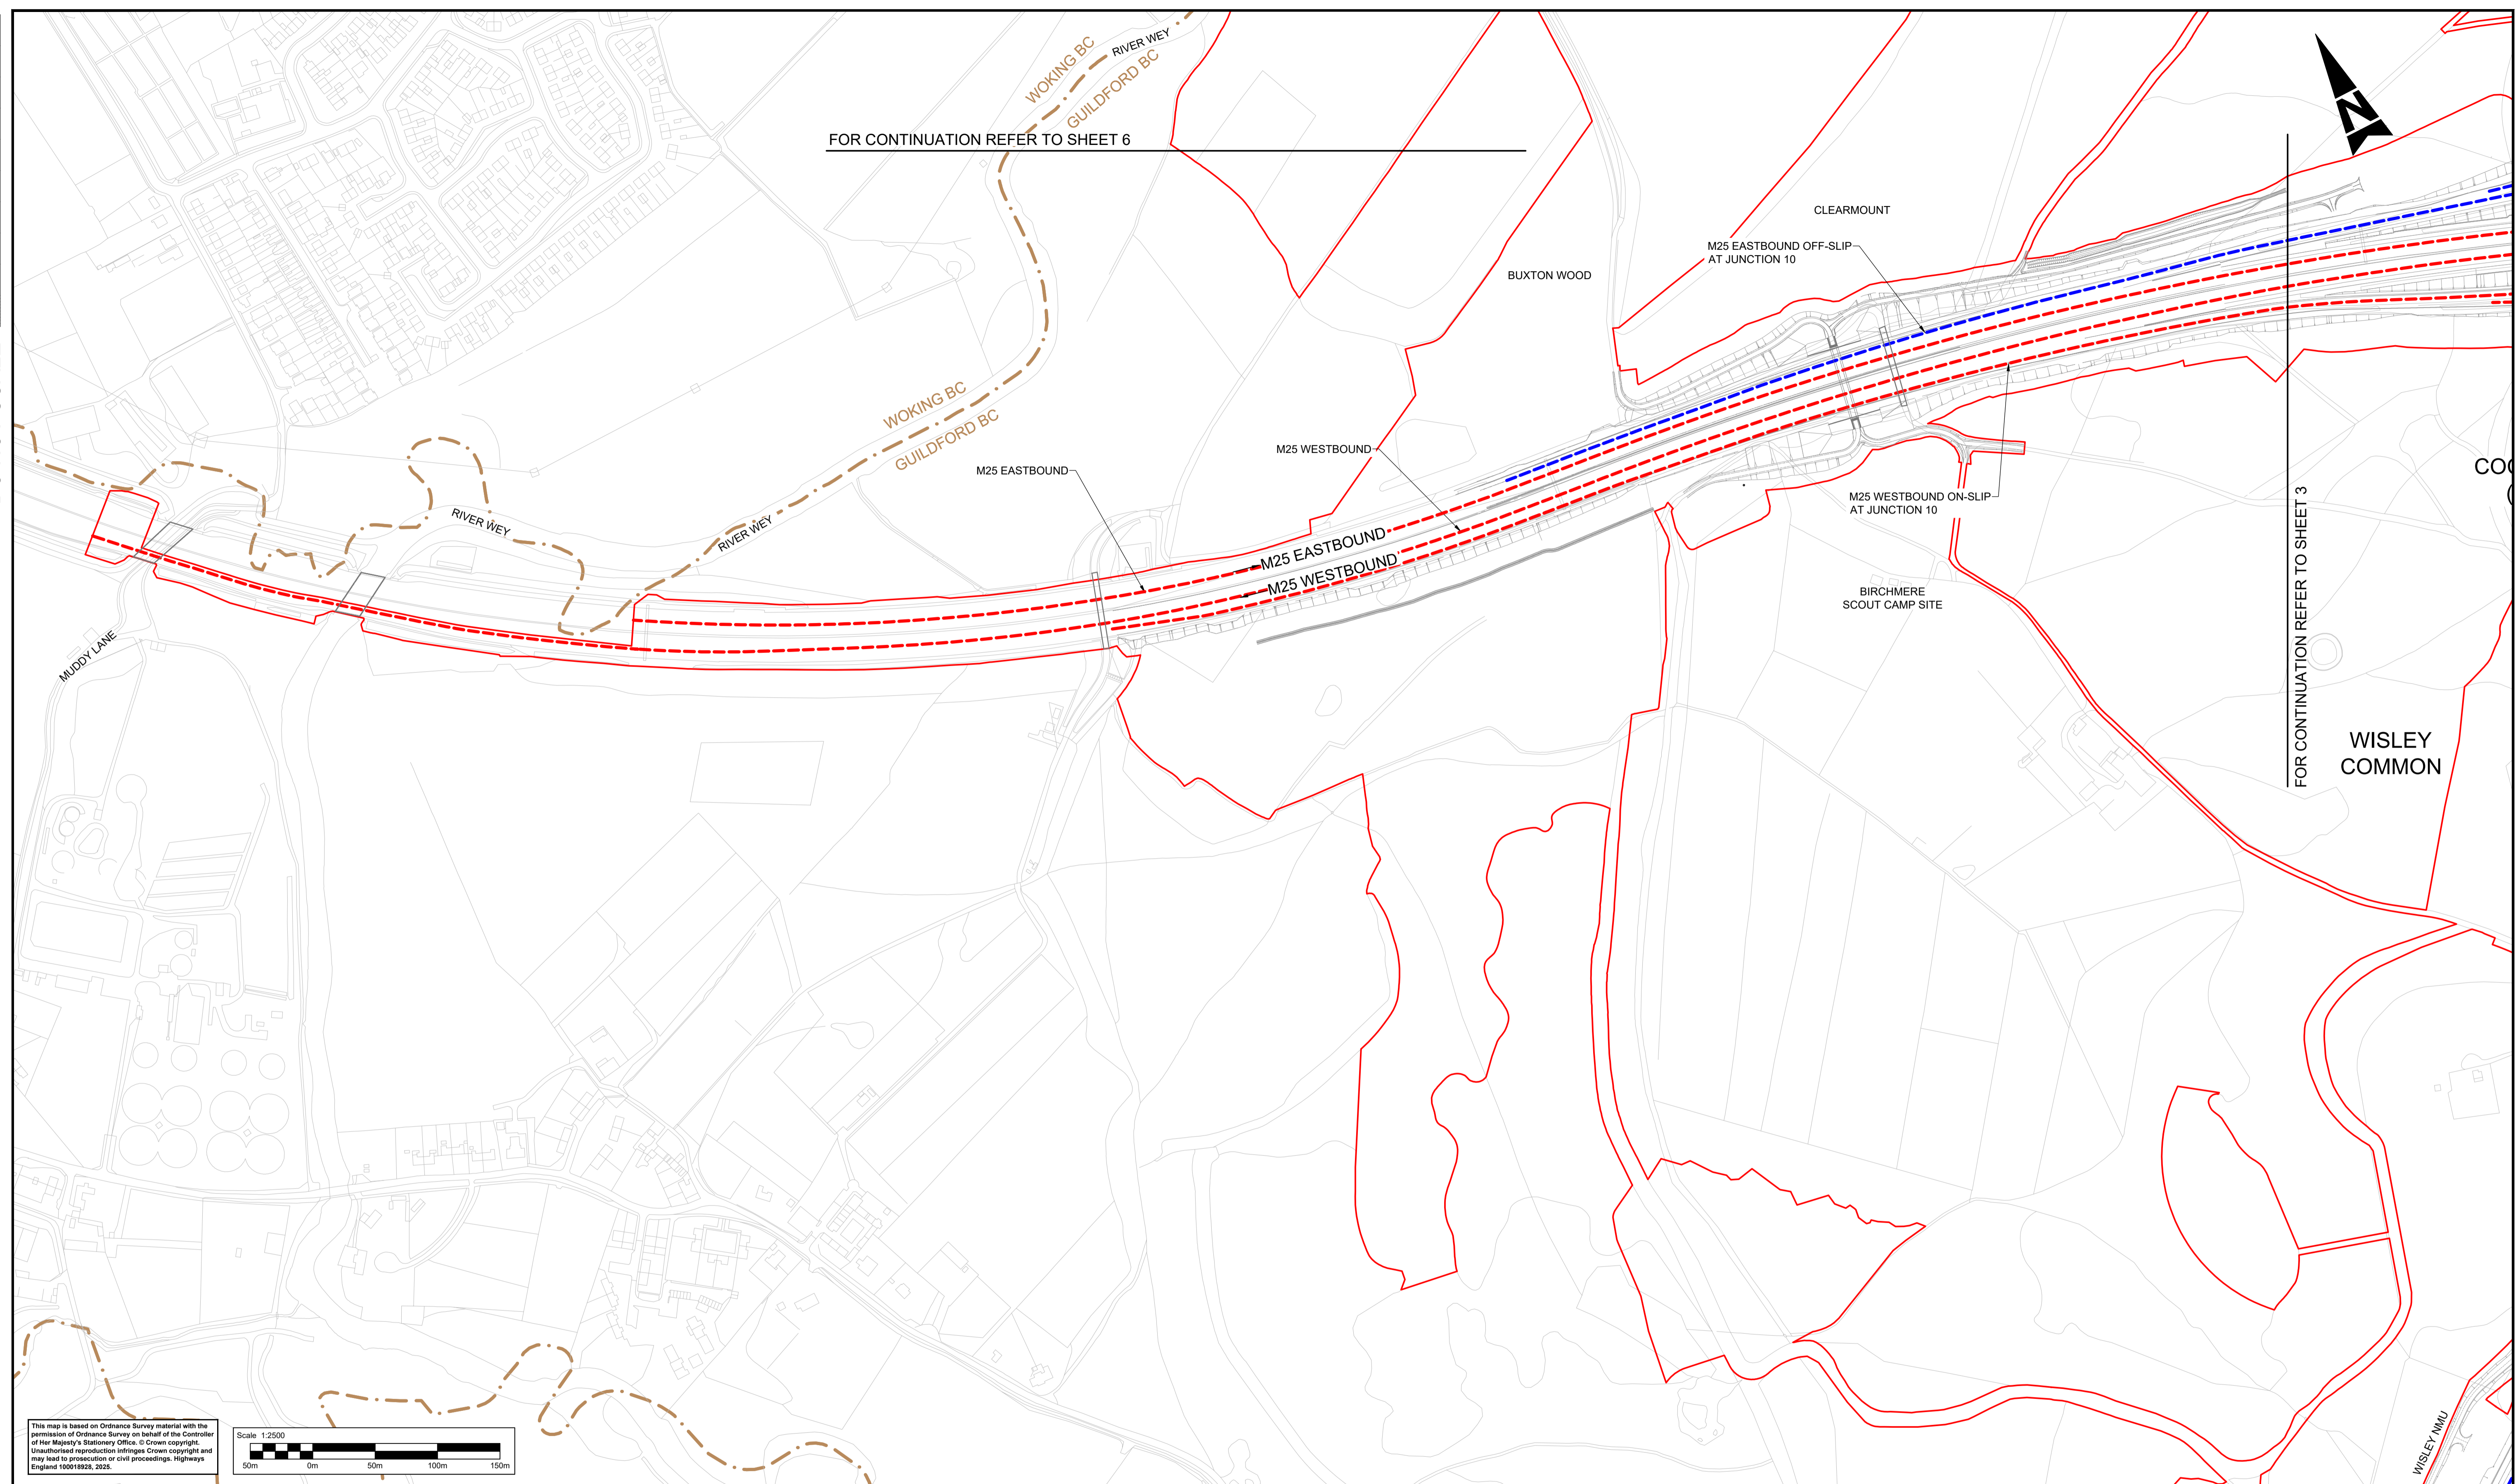 WOKING BC
RIVER WEY
GUILDFORD BC
FOR CONTINUATION REFER TO SHEET 6
N
CLEARMOUNT
M25 EASTBOUND OFF-SLIP
AT JUNCTION 10
BUXTON WOOD
WOKING BC
GUILDFORD BC
M25 EASTBOUND
M25 WESTBOUND
M25 WESTBOUND ON-SLIP
AT JUNCTION 10
COO
FOR CONTINUATION REFER TO SHEET 3
RIVER WEY
RIVER WEY
M25 EASTBOUND
M25 WESTBOUND
BIRCHMERE
SCOUT CAMP SITE
MUDDY LANE
WISLEY
COMMON
WISLEY NMU
This map is based on Ordnance Survey material with the
permission of Ordnance Survey on behalf of the Controller
of Her Majesty's Stationery Office. © Crown copyright.
Unauthorised reproduction infringes Crown copyright and
may lead to prosecution or civil proceedings. Highways
England 100018928, 2025.
Scale 1:2500
50m 0m 50m 100m 150m